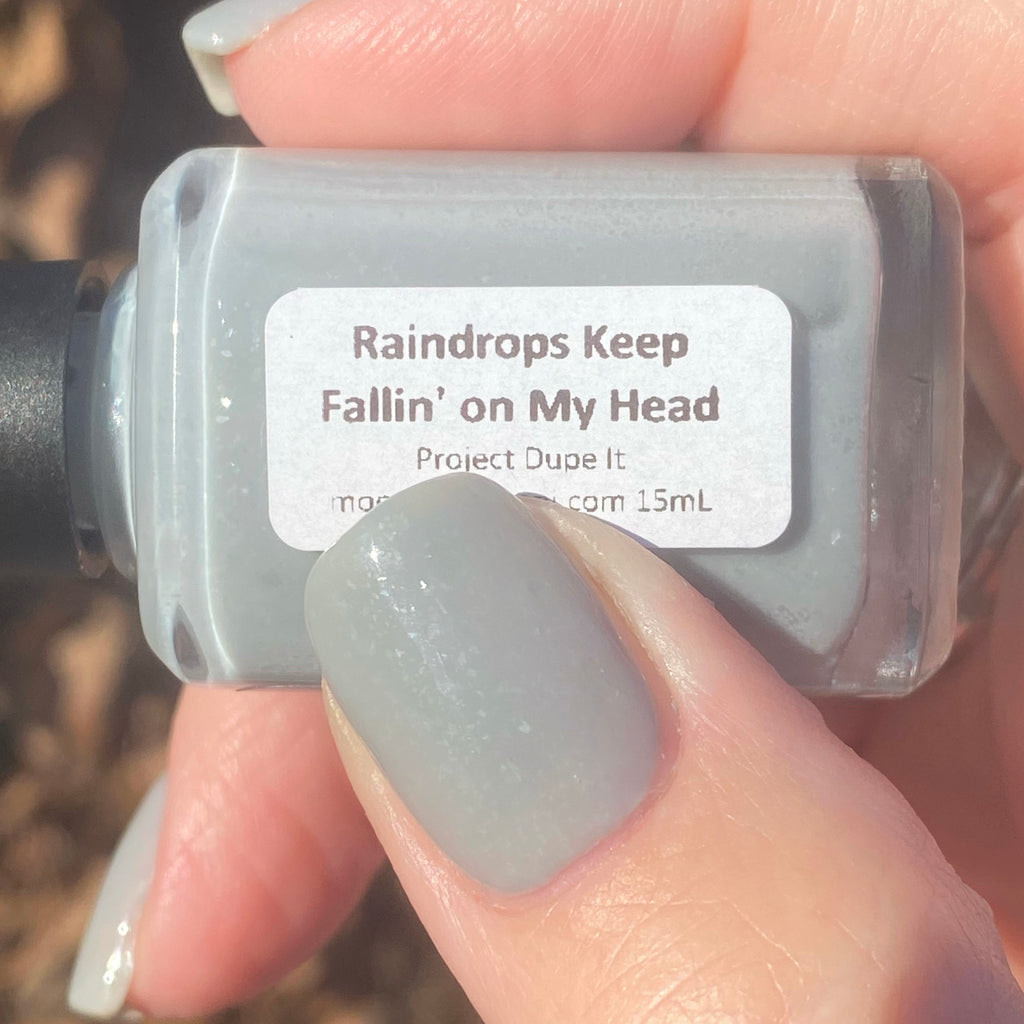 Raindrops Keep
Fallin' on My Head
Project Dupe It
com 15mL